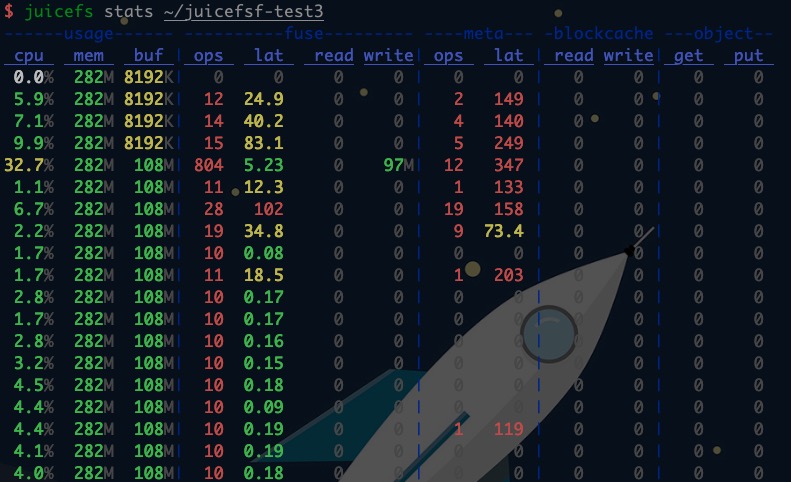 $ juicefs stats ~/juicefsf-test3
------usage------ ----------fuse---------- ----meta--- -blockcache ---object--
cpu mem buf | ops lat read write| ops lat | read write| get put
0.0% 282M 8192K| 0 0 0 0 | 0 0 | 0 0 | 0 0
5.9% 282M 8192K| 12 24.9 0 0 | 2 149 | 0 0 | 0 0
7.1% 282M 8192K| 14 40.2 0 0 | 4 140 | 0 0 | 0 0
9.9% 282M 8192K| 15 83.1 0 0 | 5 249 | 0 0 | 0 0
32.7% 282M 108M| 804 5.23 0 97M| 12 347 | 0 0 | 0 0
1.1% 282M 108M| 11 12.3 0 0 | 1 133 | 0 0 | 0 0
6.7% 282M 108M| 28 102 0 0 | 19 158 | 0 0 | 0 0
2.2% 282M 108M| 19 34.8 0 0 | 9 73.4 | 0 0 | 0 0
1.7% 282M 108M| 10 0.08 0 0 | 0 0 | 0 0 | 0 0
1.7% 282M 108M| 11 18.5 0 0 | 1 203 | 0 0 | 0 0
2.8% 282M 108M| 10 0.17 0 0 | 0 0 | 0 0 | 0 0
1.7% 282M 108M| 10 0.17 0 0 | 0 0 | 0 0 | 0 0
2.8% 282M 108M| 10 0.16 0 0 | 0 0 | 0 0 | 0 0
3.2% 282M 108M| 10 0.15 0 0 | 0 0 | 0 0 | 0 0
4.5% 282M 108M| 10 0.18 0 0 | 0 0 | 0 0 | 0 0
4.4% 282M 108M| 10 0.09 0 0 | 0 0 | 0 0 | 0 0
4.4% 282M 108M| 10 0.19 0 0 | 1 119 | 0 0 | 0 0
4.1% 282M 108M| 10 0.19 0 0 | 0 0 | 0 0 | 0 0
4.0% 282M 108M| 10 0.18 0 0 | 0 0 | 0 0 | 0 0